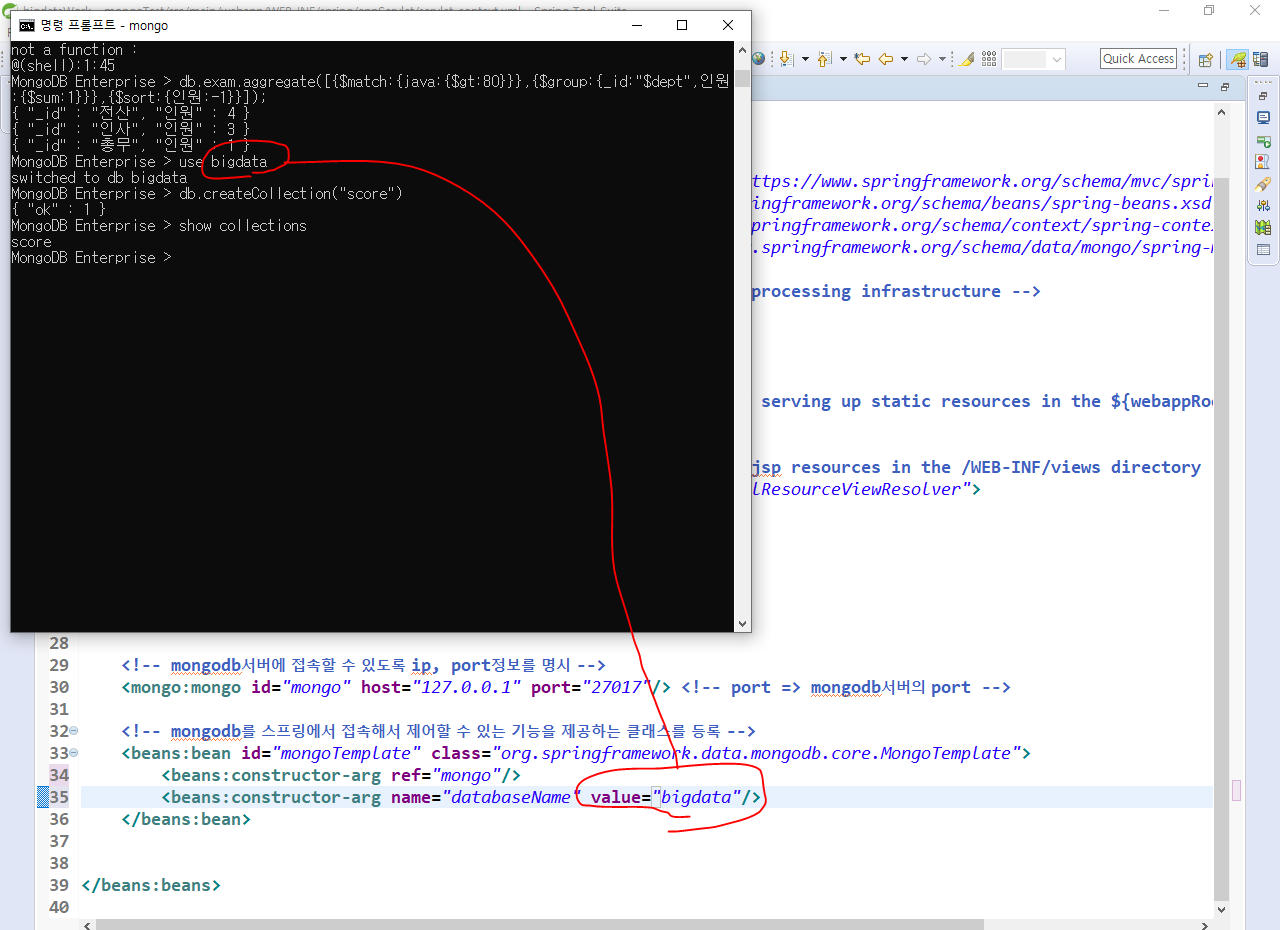 명령 프롬프트 - mongo
not a function :
@(shell):1:45
MongoDB Enterprise > db.exam.aggregate([{$match:{java:{$gt:80}}},{$group:{_id:"$dept",인원
:{$sum:1}}},{$sort:{인원:-1}}]);
{ "_id" : "전산", "인원" : 4 }
{ "_id" : "인사", "인원" : 3 }
{ "_id" : "총무", "인원" : 1 }
MongoDB Enterprise > use bigdata
switched to db bigdata
MongoDB Enterprise > db.createCollection("score")
{ "ok" : 1 }
MongoDB Enterprise > show collections
score
MongoDB Enterprise >
Quick Access
ttps://www.springframework.org/schema/mvc/sprin
ingframework.org/schema/beans/spring-beans.xsd
pringframework.org/schema/context/spring-contex
.springframework.org/schema/data/mongo/spring-m
processing infrastructure -->
serving up static resources in the ${webappRoo
jsp resources in the /WEB-INF/views directory
lResourceViewResolver">
28
29 <!-- mongodb서버에 접속할 수 있도록 ip, port정보를 명시 -->
30 <mongo:mongo id="mongo" host="127.0.0.1" port="27017"/> <!-- port => mongodb서버의 port -->
31
32 <!-- mongodb를 스프링에서 접속해서 제어할 수 있는 기능을 제공하는 클래스를 등록 -->
33 <beans:bean id="mongoTemplate" class="org.springframework.data.mongodb.core.MongoTemplate">
34 <beans:constructor-arg ref="mongo"/>
35 <beans:constructor-arg name="databaseName" value="bigdata"/>
36 </beans:bean>
37
38
39 </beans:beans>
40